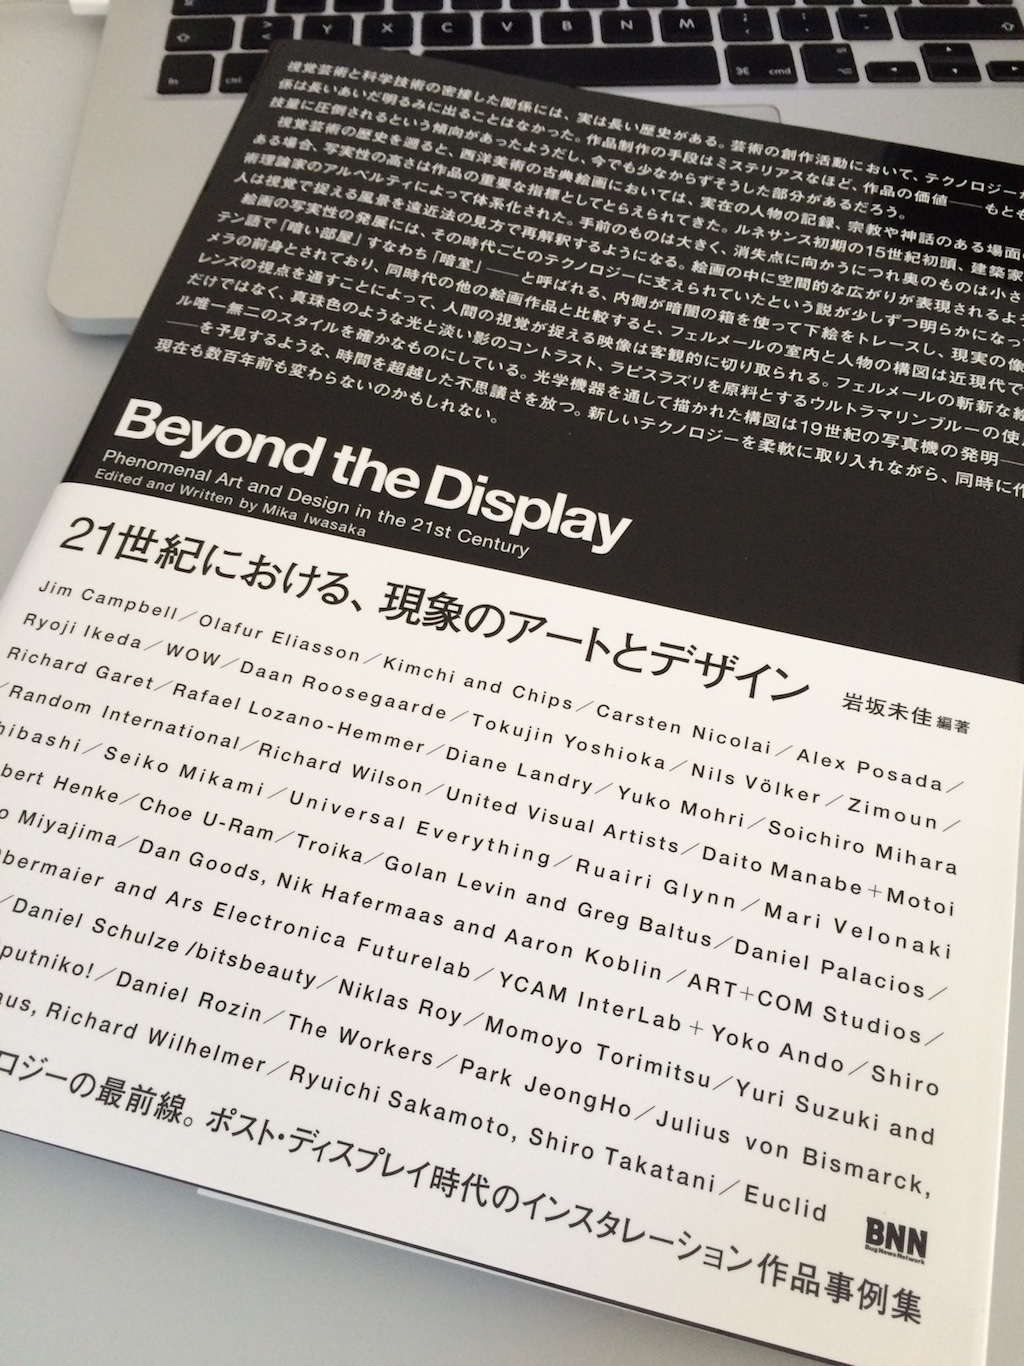 Z
X
C
V
B
N
M
fn
cmd
alt
視覚芸術と科学技術の密接した関係には、実は長い歴史がある。芸術の創作活動において、テクノロジー
係は長いあいだ明るみに出ることはなかった。作品制作の手段はミステリアスなほど、作品の価値——もとも
技量に圧倒されるという傾向があったようだし、今でも少なからずそうした部分があるだろう。
視覚芸術の歴史を遡ると、西洋美術の古典絵画においては、実在の人物の記録、宗教や神話のある場面
ある場合、写実性の高さは作品の重要な指標としてとらえられてきた。ルネサンス初期の15世紀初頭、建築家
術理論家のアルベルティによって体系化された。手前のものは大きく、消失点に向かうにつれ奥のものは小さ
人は視覚で捉える風景を遠近法の見方で再解釈するようになる。絵画の中に空間的な広がりが表現されるよう
絵画の写実性の発展には、その時代ごとのテクノロジーに支えられていたという説が少しずつ明らかになっ
テン語で「暗い部屋」すなわち「暗室」——と呼ばれる、内側が暗闇の箱を使って下絵をトレースし、現実の像
メラの前身とされており、同時代の他の絵画作品と比較すると、フェルメールの室内と人物の構図は近現代で
レンズの視点を通すことによって、人間の視覚が捉える映像は客観的に切り取られる。フェルメールの斬新な
だけではなく、真珠色のような光と淡い影のコントラスト、ラピスラズリを原料とするウルトラマリンブルーの使
ル唯一無二のスタイルを確かなものにしている。光学機器を通して描かれた構図は19世紀の写真機の発明—
——を予見するような、時間を超越した不思議さを放つ。新しいテクノロジーを柔軟に取り入れながら、同時に
現在も数百年前も変わらないのかもしれない。
Beyond the Display
Phenomenal Art and Design in the 21st Century
Edited and Written by Mika Iwasaka
21世紀における、現象のアートとデザイン 岩坂未佳 編著
Jim Campbell／Olafur Eliasson／Kimchi and Chips／Carsten Nicolai／Alex Posada／
Ryoji Ikeda／WOW／Daan Roosegaarde／Tokujin Yoshioka／Nils Völker／Zimoun／
Richard Garet／Rafael Lozano-Hemmer／Diane Landry／Yuko Mohri／Soichiro Mihara
／Random International／Richard Wilson／United Visual Artists／Daito Manabe＋Motoi
hibashi／Seiko Mikami／Universal Everything／Ruairi Glynn／Mari Velonaki
bert Henke／Choe U-Ram／Troika／Golan Levin and Greg Baltus／Daniel Palacios／
o Miyajima／Dan Goods, Nik Hafermaas and Aaron Koblin／ART＋COM Studios／
bermaier and Ars Electronica Futurelab／YCAM InterLab＋Yoko Ando／Shiro
／Daniel Schulze /bitsbeauty／Niklas Roy／Momoyo Torimitsu／Yuri Suzuki and
putniko!／Daniel Rozin／The Workers／Park JeongHo／Julius von Bismarck,
aus, Richard Wilhelmer／Ryuichi Sakamoto, Shiro Takatani／Euclid
ロジーの最前線。ポスト・ディスプレイ時代のインスタレーション作品事例集
BNN
Bug News Network